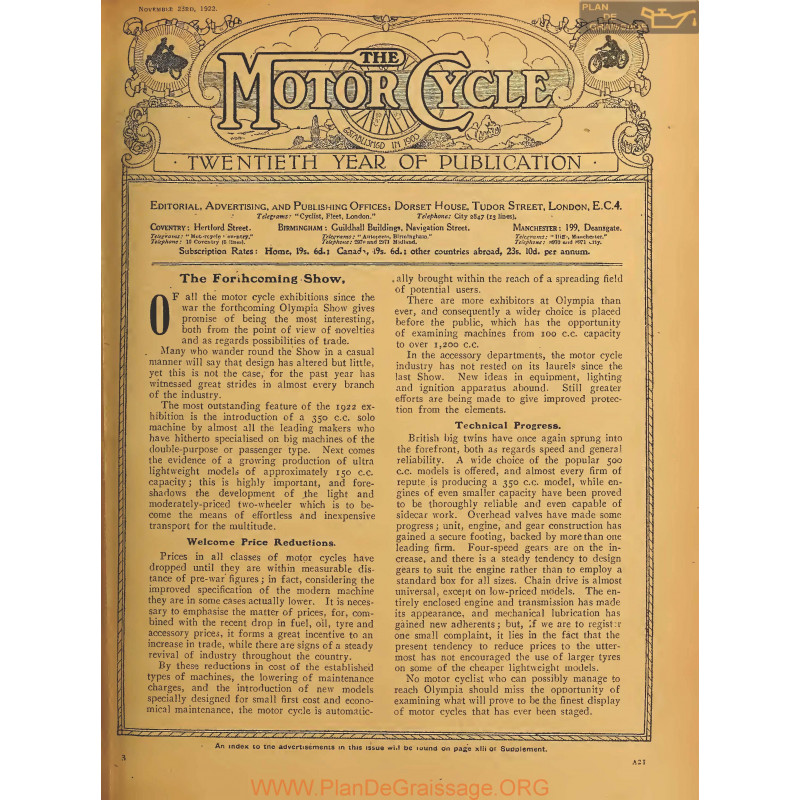 NOVEMBER 23RD, 1922.
PLAN
DE
GRAISSAGE
THE
MOTOR CYCLE
ESTABLISHED IN 1903
· TWENTIETH YEAR OF PUBLICATION ·
EDITORIAL, ADVERTISING, AND PUBLISHING OFFICES: DORSET HOUSE, TUDOR STREET, LONDON, E.C.4.
Telegrams: "Cyclist, Fleet, London." Telephone: City 2847 (13 lines).
COVENTRY: Hertford Street. BIRMINGHAM: Guildhall Buildings, Navigation Street. MANCHESTER: 199, Deansgate.
Telegrams: "Motorcycle Coventry." Telegrams: "Autopress, Birmingham." Telegrams: "Iliffe, Manchester."
Telephone: 10 Coventry (5 lines). Telephone: 2970 and 2971 Midland. Telephone: 8970 and 8971 City.
Subscription Rates: Home, 19s. 6d.; Canada, 19s. 6d.; other countries abroad, 23s. 10d. per annum.
The Forthcoming Show.
OF all the motor cycle exhibitions since the
war the forthcoming Olympia Show gives
promise of being the most interesting,
both from the point of view of novelties
and as regards possibilities of trade.
Many who wander round the Show in a casual
manner will say that design has altered but little,
yet this is not the case, for the past year has
witnessed great strides in almost every branch
of the industry.
The most outstanding feature of the 1922 ex-
hibition is the introduction of a 350 c.c. solo
machine by almost all the leading makers who
have hitherto specialised on big machines of the
double-purpose or passenger type. Next comes
the evidence of a growing production of ultra
lightweight models of approximately 150 c.c.
capacity; this is highly important, and fore-
shadows the development of the light and
moderately-priced two-wheeler which is to be-
come the means of effortless and inexpensive
transport for the multitude.
Welcome Price Reductions.
Prices in all classes of motor cycles have
dropped until they are within measurable dis-
tance of pre-war figures; in fact, considering the
improved specification of the modern machine
they are in some cases actually lower. It is neces-
sary to emphasise the matter of prices, for, com-
bined with the recent drop in fuel, oil, tyre and
accessory prices, it forms a great incentive to an
increase in trade, while there are signs of a steady
revival of industry throughout the country.
By these reductions in cost of the established
types of machines, the lowering of maintenance
charges, and the introduction of new models
specially designed for small first cost and econo-
mical maintenance, the motor cycle is automatic-
ally brought within the reach of a spreading field
of potential users.
There are more exhibitors at Olympia than
ever, and consequently a wider choice is placed
before the public, which has the opportunity
of examining machines from 100 c.c. capacity
to over 1,200 c.c.
In the accessory departments, the motor cycle
industry has not rested on its laurels since the
last Show. New ideas in equipment, lighting
and ignition apparatus abound. Still greater
efforts are being made to give improved protec-
tion from the elements.
Technical Progress.
British big twins have once again sprung into
the forefront, both as regards speed and general
reliability. A wide choice of the popular 500
c.c. models is offered, and almost every firm of
repute is producing a 350 c.c. model, while en-
gines of even smaller capacity have been proved
to be thoroughly reliable and even capable of
sidecar work. Overhead valves have made some
progress; unit, engine, and gear construction has
gained a secure footing, backed by more than one
leading firm. Four-speed gears are on the in-
crease, and there is a steady tendency to design
gears to suit the engine rather than to employ a
standard box for all sizes. Chain drive is almost
universal, except on low-priced models. The en-
tirely enclosed engine and transmission has made
its appearance, and mechanical lubrication has
gained new adherents; but, if we are to register
one small complaint, it lies in the fact that the
present tendency to reduce prices to the utter-
most has not encouraged the use of larger tyres
on some of the cheaper lightweight models.
No motor cyclist who can possibly manage to
reach Olympia should miss the opportunity of
examining what will prove to be the finest display
of motor cycles that has ever been staged.
An index to the advertisements in this issue will be found on page xlii of Supplement.
3 A21
www.PlanDeGraissage.ORG